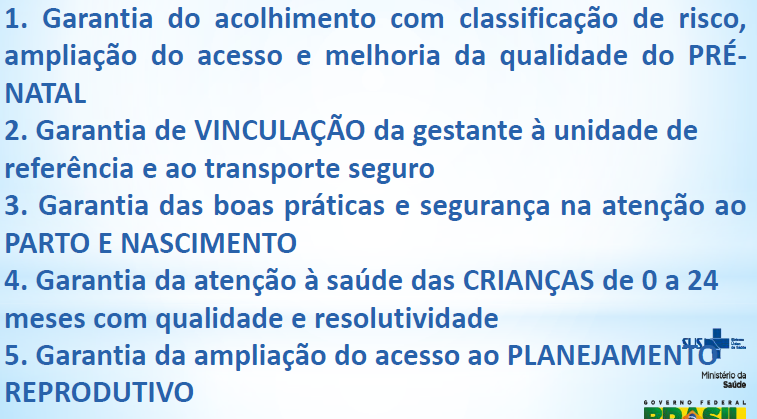 1. Garantia do acolhimento com classificação de risco,
ampliação do acesso e melhoria da qualidade do PRÉ-
NATAL
2. Garantia de VINCULAÇÃO da gestante à unidade de
referência e ao transporte seguro
3. Garantia das boas práticas e segurança na atenção ao
PARTO E NASCIMENTO
4. Garantia da atenção à saúde das CRIANÇAS de 0 a 24
meses com qualidade e resolutividade
5. Garantia da ampliação do acesso ao PLANEJAMENTO
REPRODUTIVO
SUS
Ministério da
Saúde
GOVERNO FEDERAL
BRASIL